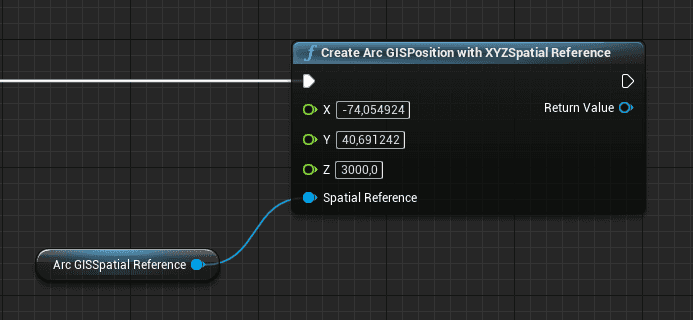 f Create Arc GISPosition with XYZSpatial Reference
X -74,054924
Return Value
Y 40,691242
Z 3000,0
Spatial Reference
Arc GISSpatial Reference